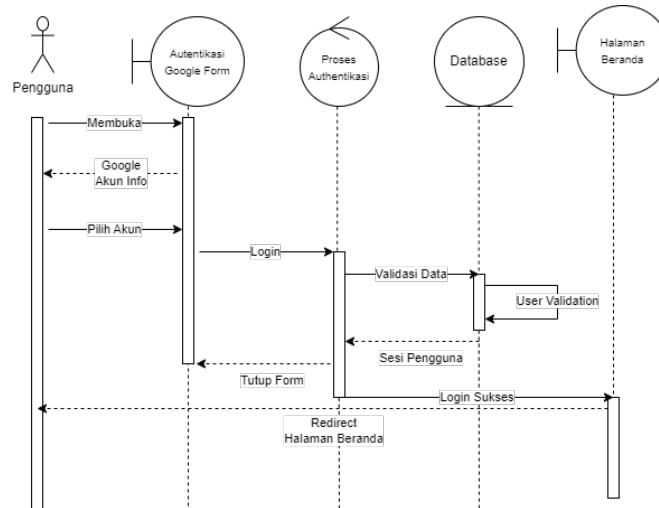 Pengguna
Autentikasi
Google Form
Proses
Authentikasi
Database
Halaman
Beranda
Membuka
Google
Akun Info
Pilih Akun
Login
Validasi Data
User Validation
Sesi Pengguna
Tutup Form
Login Sukses
Redirect
Halaman Beranda